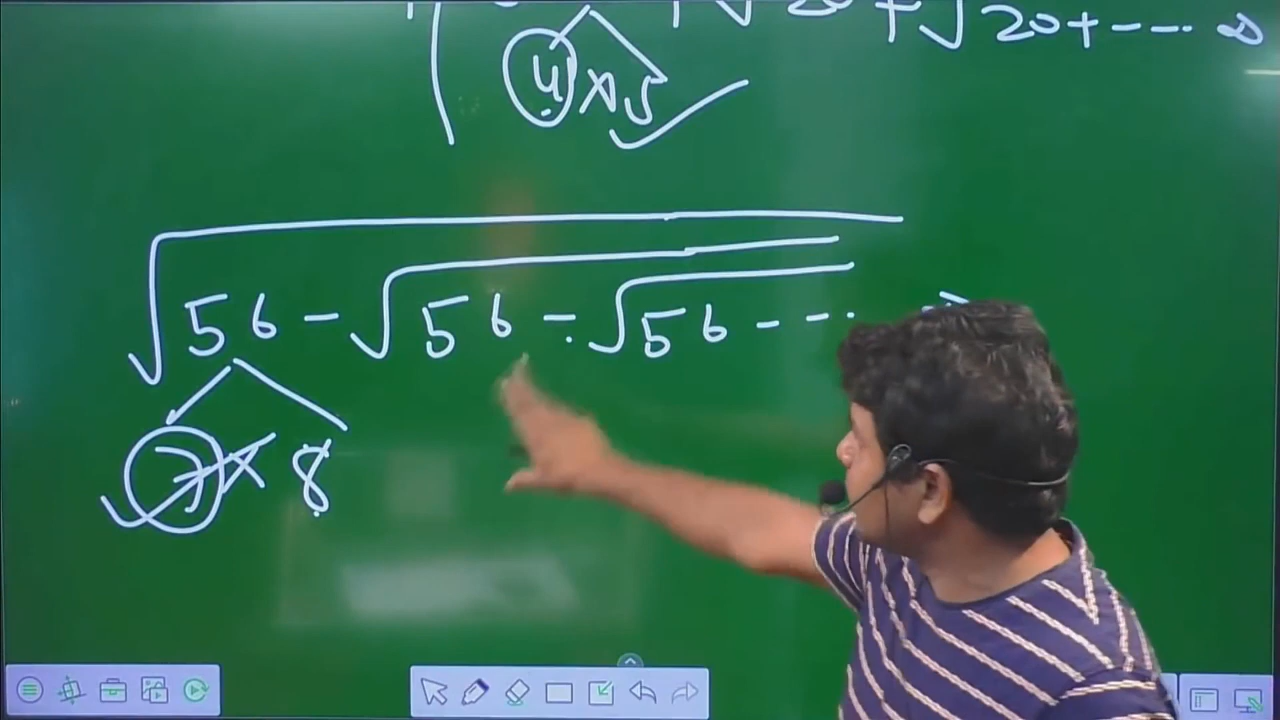 √20 + √20 + --- ∞
4 × 5
√56 - √56 - √56 - --
7 × 8